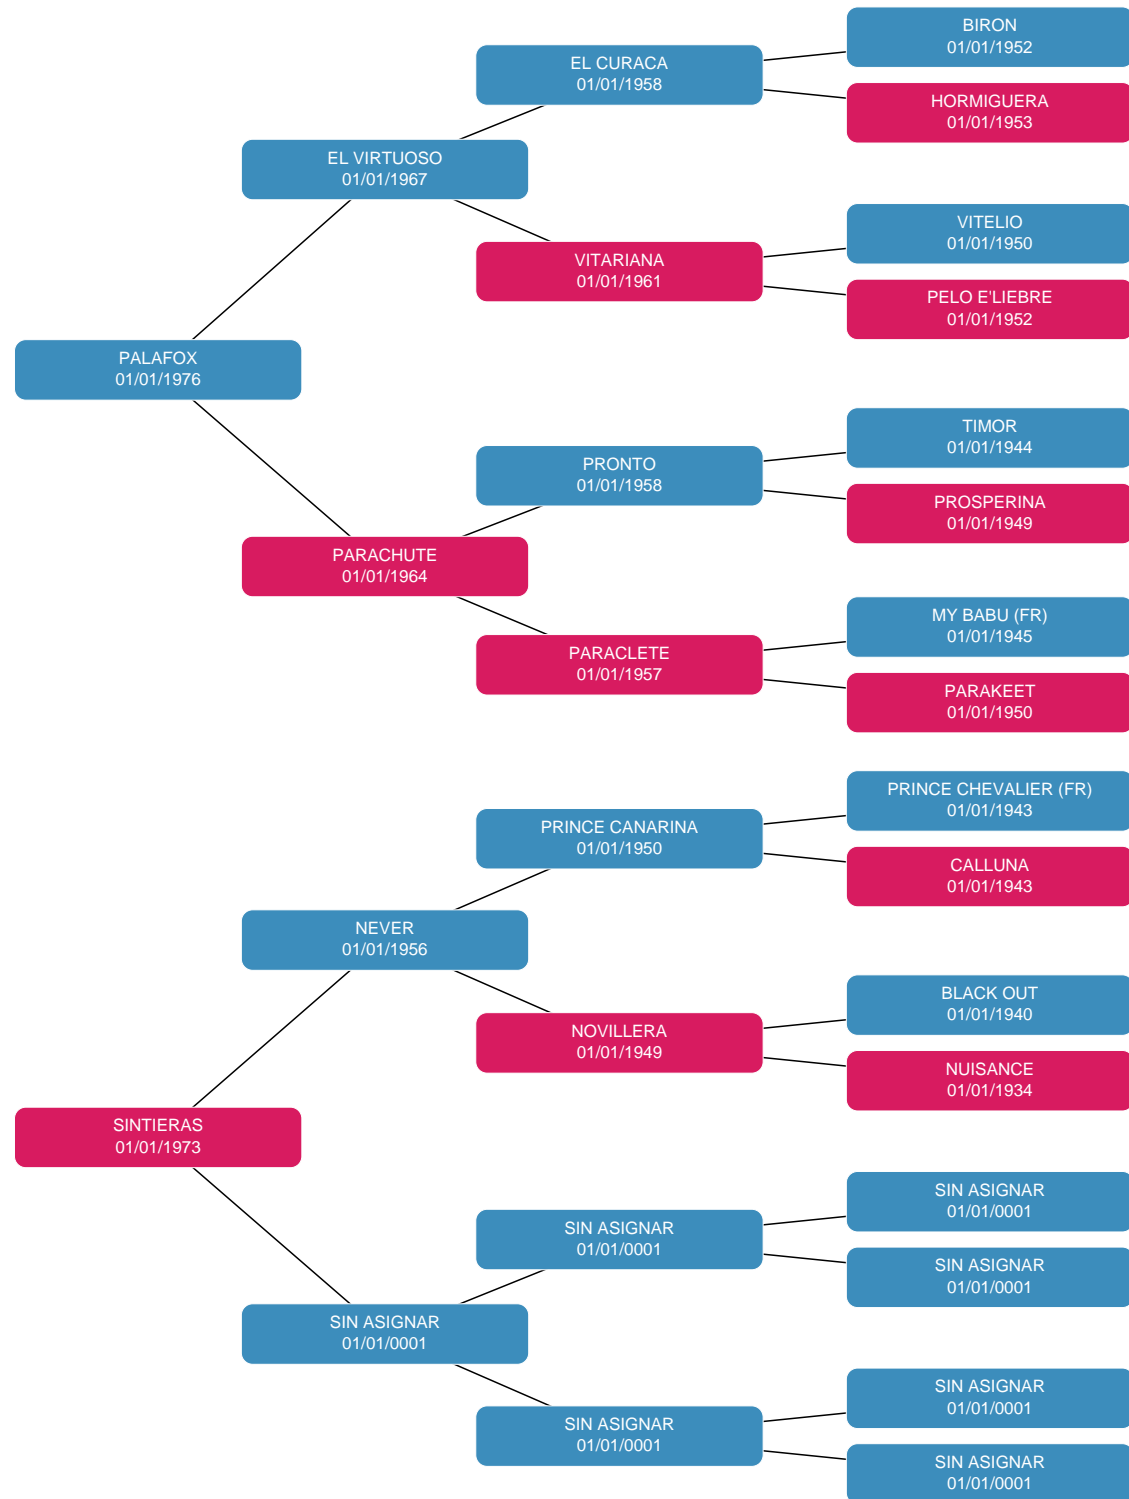 BIRON
01/01/1952
EL CURACA
01/01/1958
HORMIGUERA
01/01/1953
EL VIRTUOSO
01/01/1967
VITELIO
01/01/1950
VITARIANA
01/01/1961
PELO E'LIEBRE
01/01/1952
PALAFOX
01/01/1976
TIMOR
01/01/1944
PRONTO
01/01/1958
PROSPERINA
01/01/1949
PARACHUTE
01/01/1964
MY BABU (FR)
01/01/1945
PARACLETE
01/01/1957
PARAKEET
01/01/1950
PRINCE CHEVALIER (FR)
01/01/1943
PRINCE CANARINA
01/01/1950
CALLUNA
01/01/1943
NEVER
01/01/1956
BLACK OUT
01/01/1940
NOVILLERA
01/01/1949
NUISANCE
01/01/1934
SINTIERAS
01/01/1973
SIN ASIGNAR
01/01/0001
SIN ASIGNAR
01/01/0001
SIN ASIGNAR
01/01/0001
SIN ASIGNAR
01/01/0001
SIN ASIGNAR
01/01/0001
SIN ASIGNAR
01/01/0001
SIN ASIGNAR
01/01/0001